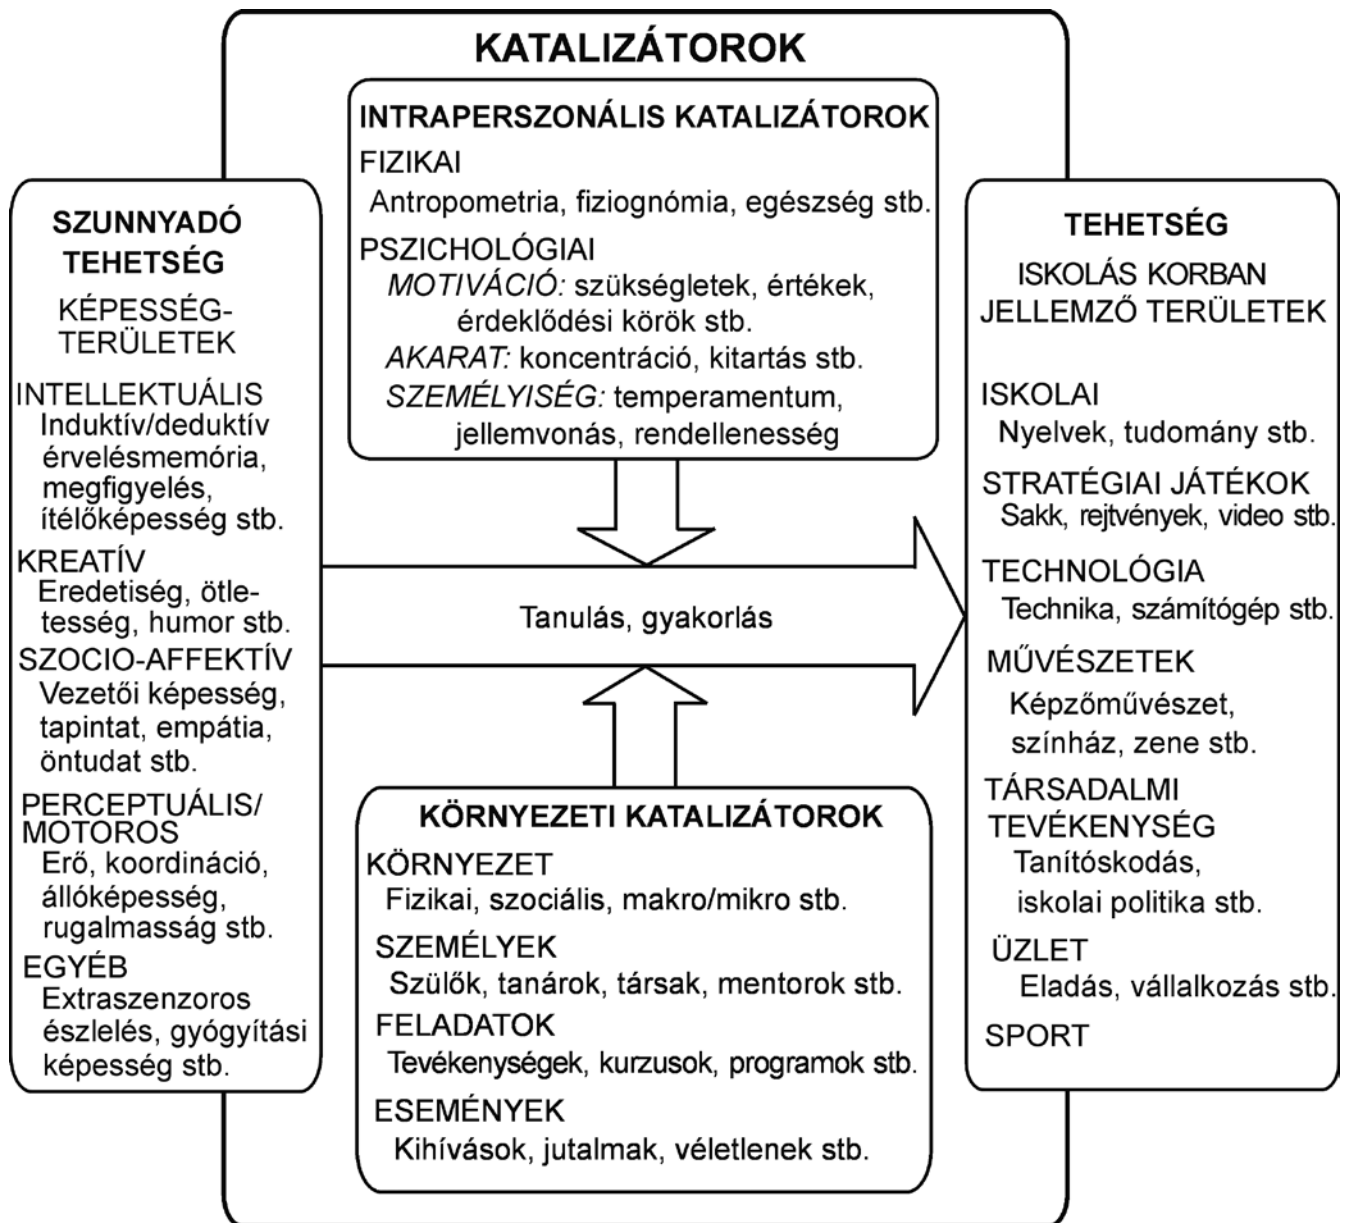 KATALIZÁTOROK
INTRAPERSZONÁLIS KATALIZÁTOROK
FIZIKAI
Antropometria, fiziognómia, egészség stb.
PSZICHOLÓGIAI
MOTIVÁCIÓ: szükségletek, értékek,
érdeklődési körök stb.
AKARAT: koncentráció, kitartás stb.
SZEMÉLYISÉG: temperamentum,
jellemvonás, rendellenesség
SZUNNYADÓ
TEHETSÉG
KÉPESSÉG-
TERÜLETEK
INTELLEKTUÁLIS
Induktív/deduktív
érvelésmemória,
megfigyelés,
ítélőképesség stb.
KREATÍV
Eredetiség, ötle-
tesség, humor stb.
SZOCIO-AFFEKTÍV
Vezetői képesség,
tapintat, empátia,
öntudat stb.
PERCEPTUÁLIS/
MOTOROS
Erő, koordináció,
állóképesség,
rugalmasság stb.
EGYÉB
Extraszenzoros
észlelés, gyógyítási
képesség stb.
Tanulás, gyakorlás
KÖRNYEZETI KATALIZÁTOROK
KÖRNYEZET
Fizikai, szociális, makro/mikro stb.
SZEMÉLYEK
Szülők, tanárok, társak, mentorok stb.
FELADATOK
Tevékenységek, kurzusok, programok stb.
ESEMÉNYEK
Kihívások, jutalmak, véletlenek stb.
TEHETSÉG
ISKOLÁS KORBAN
JELLEMZŐ TERÜLETEK
ISKOLAI
Nyelvek, tudomány stb.
STRATÉGIAI JÁTÉKOK
Sakk, rejtvények, video stb.
TECHNOLÓGIA
Technika, számítógép stb.
MŰVÉSZETEK
Képzőművészet,
színház, zene stb.
TÁRSADALMI
TEVÉKENYSÉG
Tanítóskodás,
iskolai politika stb.
ÜZLET
Eladás, vállalkozás stb.
SPORT